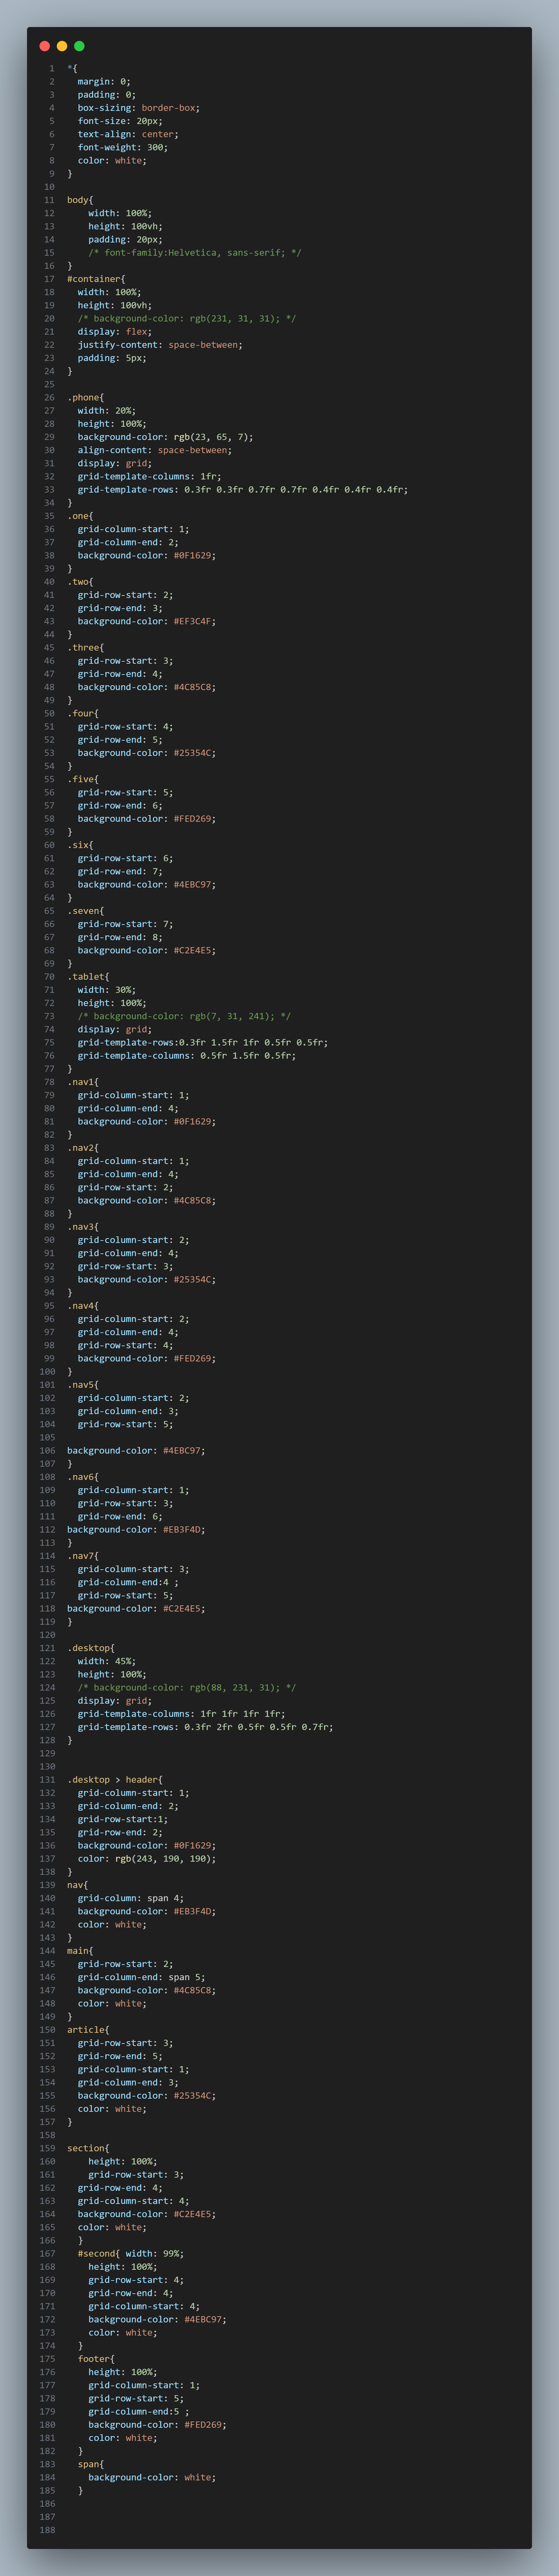 1 *{
2 margin: 0;
3 padding: 0;
4 box-sizing: border-box;
5 font-size: 20px;
6 text-align: center;
7 font-weight: 300;
8 color: white;
9 }
10
11 body{
12 width: 100%;
13 height: 100vh;
14 padding: 20px;
15 /* font-family:Helvetica, sans-serif; */
16 }
17 #container{
18 width: 100%;
19 height: 100vh;
20 /* background-color: rgb(231, 31, 31); */
21 display: flex;
22 justify-content: space-between;
23 padding: 5px;
24 }
25
26 .phone{
27 width: 20%;
28 height: 100%;
29 background-color: rgb(23, 65, 7);
30 align-content: space-between;
31 display: grid;
32 grid-template-columns: 1fr;
33 grid-template-rows: 0.3fr 0.3fr 0.7fr 0.7fr 0.4fr 0.4fr 0.4fr;
34 }
35 .one{
36 grid-column-start: 1;
37 grid-column-end: 2;
38 background-color: #0F1629;
39 }
40 .two{
41 grid-row-start: 2;
42 grid-row-end: 3;
43 background-color: #EF3C4F;
44 }
45 .three{
46 grid-row-start: 3;
47 grid-row-end: 4;
48 background-color: #4C85C8;
49 }
50 .four{
51 grid-row-start: 4;
52 grid-row-end: 5;
53 background-color: #25354C;
54 }
55 .five{
56 grid-row-start: 5;
57 grid-row-end: 6;
58 background-color: #FED269;
59 }
60 .six{
61 grid-row-start: 6;
62 grid-row-end: 7;
63 background-color: #4EBC97;
64 }
65 .seven{
66 grid-row-start: 7;
67 grid-row-end: 8;
68 background-color: #C2E4E5;
69 }
70 .tablet{
71 width: 30%;
72 height: 100%;
73 /* background-color: rgb(7, 31, 241); */
74 display: grid;
75 grid-template-rows:0.3fr 1.5fr 1fr 0.5fr 0.5fr;
76 grid-template-columns: 0.5fr 1.5fr 0.5fr;
77 }
78 .nav1{
79 grid-column-start: 1;
80 grid-column-end: 4;
81 background-color: #0F1629;
82 }
83 .nav2{
84 grid-column-start: 1;
85 grid-column-end: 4;
86 grid-row-start: 2;
87 background-color: #4C85C8;
88 }
89 .nav3{
90 grid-column-start: 2;
91 grid-column-end: 4;
92 grid-row-start: 3;
93 background-color: #25354C;
94 }
95 .nav4{
96 grid-column-start: 2;
97 grid-column-end: 4;
98 grid-row-start: 4;
99 background-color: #FED269;
100 }
101 .nav5{
102 grid-column-start: 2;
103 grid-column-end: 3;
104 grid-row-start: 5;
105
106 background-color: #4EBC97;
107 }
108 .nav6{
109 grid-column-start: 1;
110 grid-row-start: 3;
111 grid-row-end: 6;
112 background-color: #EB3F4D;
113 }
114 .nav7{
115 grid-column-start: 3;
116 grid-column-end:4 ;
117 grid-row-start: 5;
118 background-color: #C2E4E5;
119 }
120
121 .desktop{
122 width: 45%;
123 height: 100%;
124 /* background-color: rgb(88, 231, 31); */
125 display: grid;
126 grid-template-columns: 1fr 1fr 1fr 1fr;
127 grid-template-rows: 0.3fr 2fr 0.5fr 0.5fr 0.7fr;
128 }
129
130
131 .desktop > header{
132 grid-column-start: 1;
133 grid-column-end: 2;
134 grid-row-start:1;
135 grid-row-end: 2;
136 background-color: #0F1629;
137 color: rgb(243, 190, 190);
138 }
139 nav{
140 grid-column: span 4;
141 background-color: #EB3F4D;
142 color: white;
143 }
144 main{
145 grid-row-start: 2;
146 grid-column-end: span 5;
147 background-color: #4C85C8;
148 color: white;
149 }
150 article{
151 grid-row-start: 3;
152 grid-row-end: 5;
153 grid-column-start: 1;
154 grid-column-end: 3;
155 background-color: #25354C;
156 color: white;
157 }
158
159 section{
160 height: 100%;
161 grid-row-start: 3;
162 grid-row-end: 4;
163 grid-column-start: 4;
164 background-color: #C2E4E5;
165 color: white;
166 }
167 #second{ width: 99%;
168 height: 100%;
169 grid-row-start: 4;
170 grid-row-end: 4;
171 grid-column-start: 4;
172 background-color: #4EBC97;
173 color: white;
174 }
175 footer{
176 height: 100%;
177 grid-column-start: 1;
178 grid-row-start: 5;
179 grid-column-end:5 ;
180 background-color: #FED269;
181 color: white;
182 }
183 span{
184 background-color: white;
185 }
186
187
188